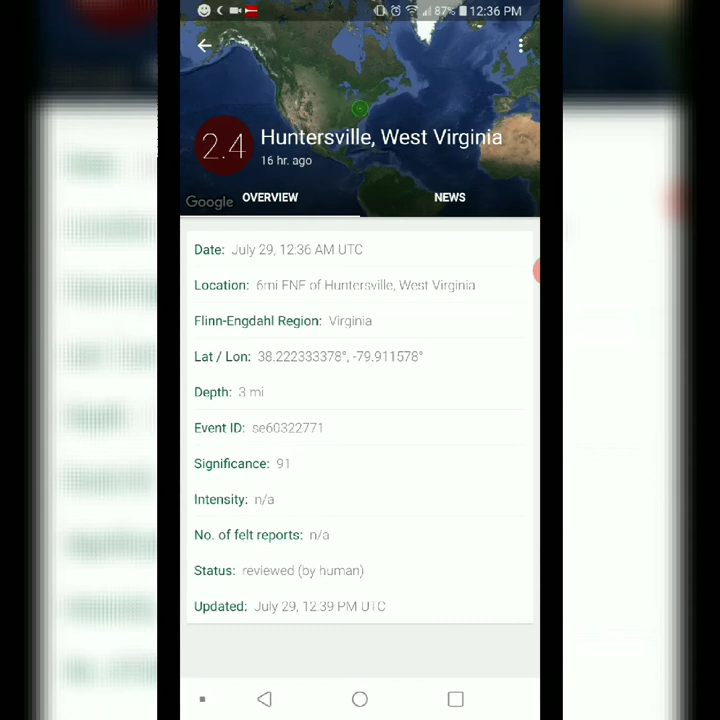 87% 12:36 PM
2.4
Huntersville, West Virginia
16 hr. ago
Google
OVERVIEW
NEWS
Date: July 29, 12:36 AM UTC
Location: 6mi ENE of Huntersville, West Virginia
Flinn-Engdahl Region: Virginia
Lat / Lon: 38.222333378°, -79.911578°
Depth: 3 mi
Event ID: se60322771
Significance: 91
Intensity: n/a
No. of felt reports: n/a
Status: reviewed (by human)
Updated: July 29, 12:39 PM UTC